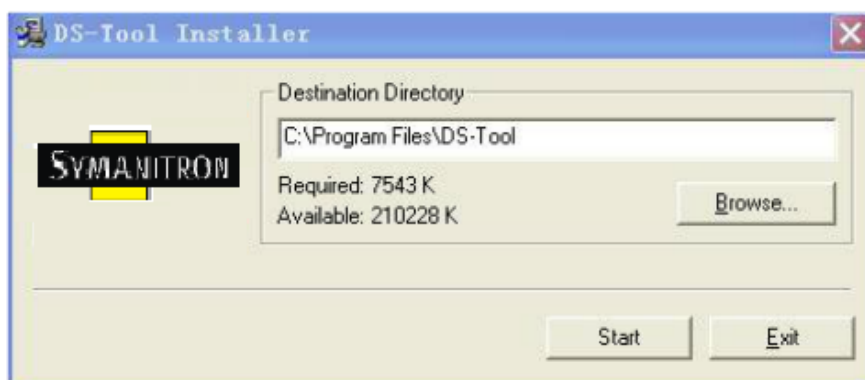 DS-Tool Installer
SYMANITRON
Destination Directory
C:\Program Files\DS-Tool
Required: 7543 K
Available: 210228 K
Browse...
Start
Exit